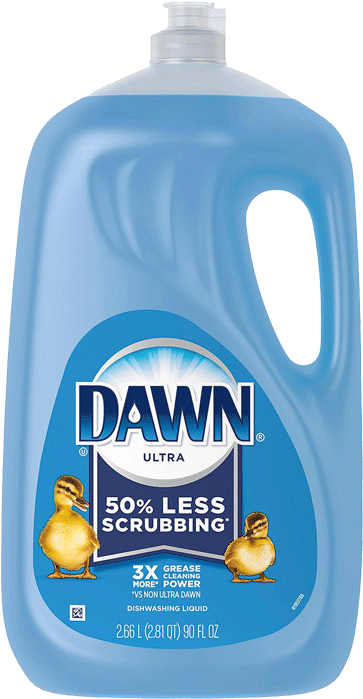 DAWN®
ULTRA
50% LESS
SCRUBBING*
3X GREASE
CLEANING
MORE* POWER
*VS NON ULTRA DAWN
DISHWASHING LIQUID
2.66 L (2.81 QT) 90 FL OZ